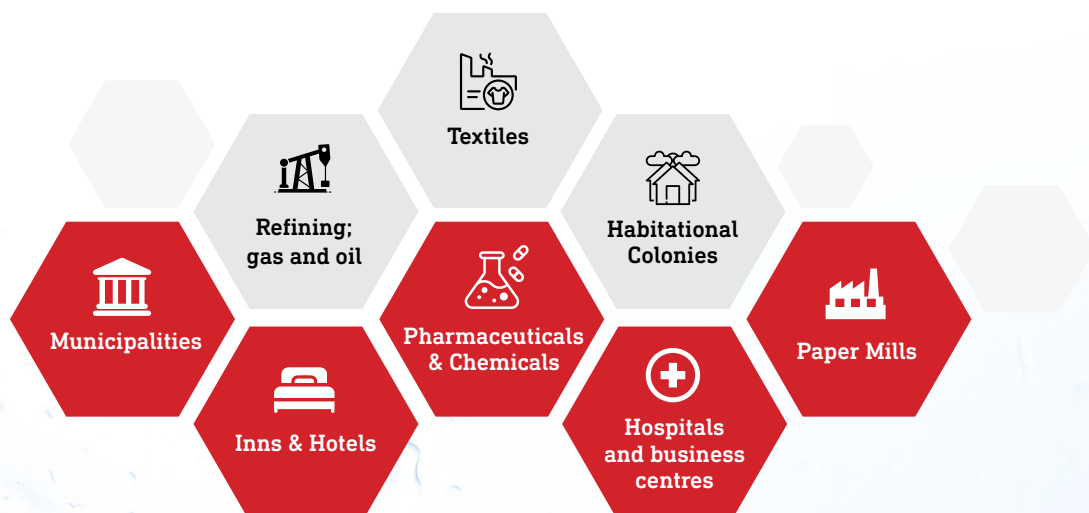 Textiles
Refining;
gas and oil
Habitational
Colonies
Municipalities
Pharmaceuticals
& Chemicals
Paper Mills
Inns & Hotels
Hospitals
and business
centres